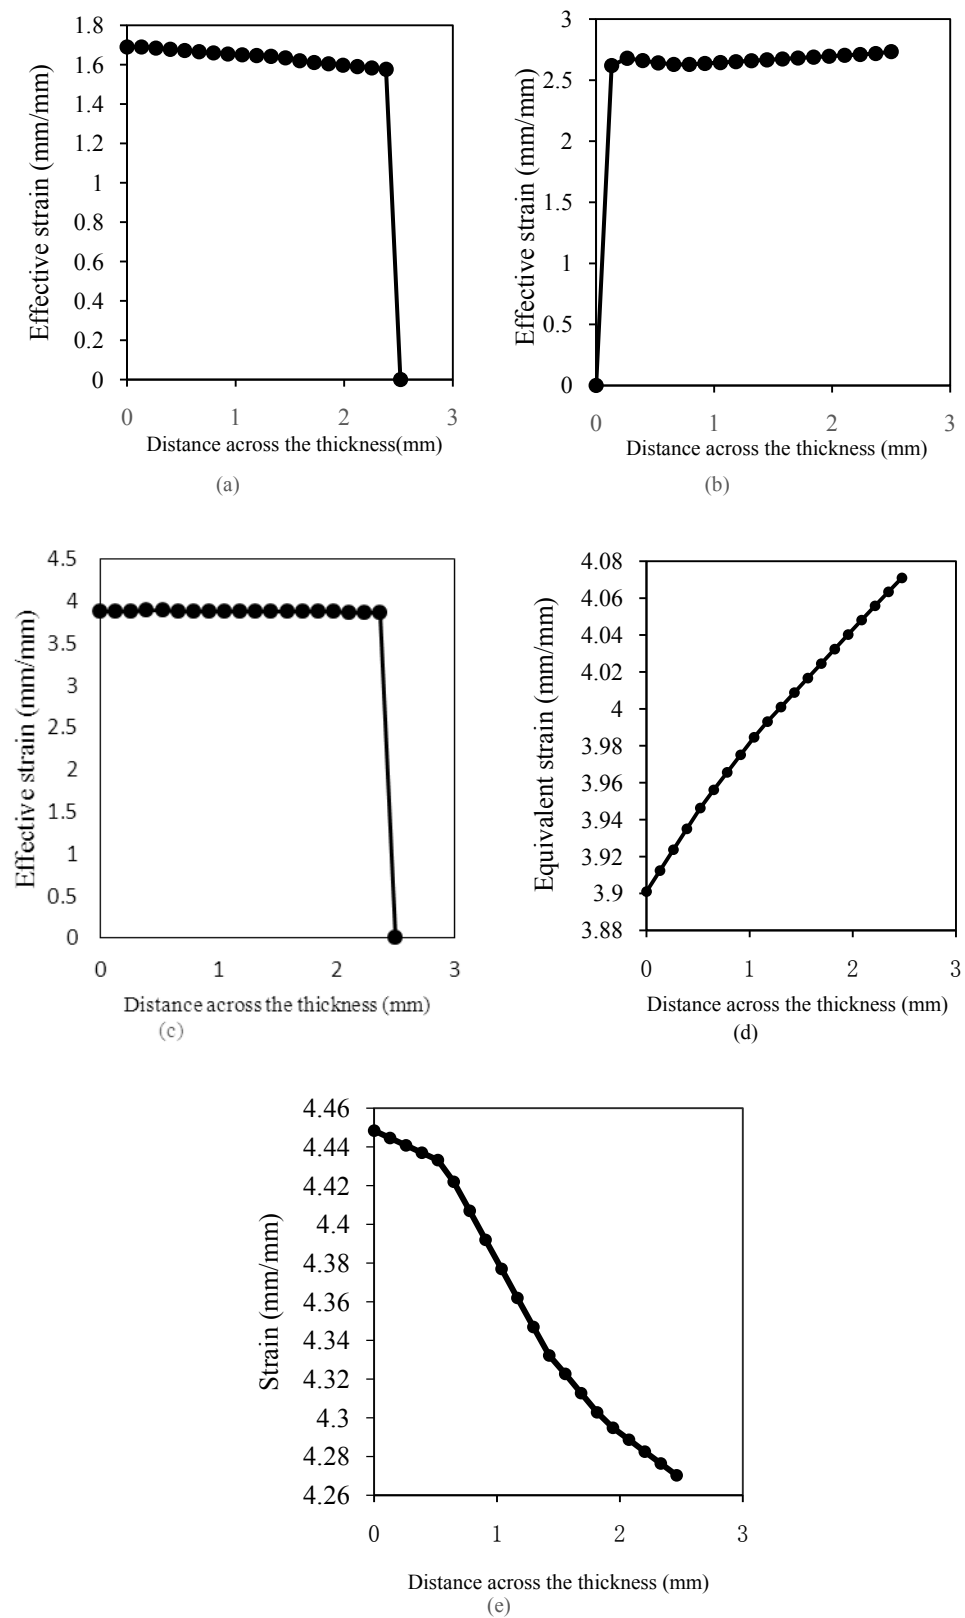 1.8
1.6
1.4
1.2
1
0.8
0.6
0.4
0.2
0
Effective strain (mm/mm)
0 1 2 3
Distance across the thickness(mm)
(a)
3
2.5
2
1.5
1
0.5
0
Effective strain (mm/mm)
0 1 2 3
Distance across the thickness (mm)
(b)
4.5
4
3.5
3
2.5
2
1.5
1
0.5
0
Effective strain (mm/mm)
0 1 2 3
Distance across the thickness (mm)
(c)
4.08
4.06
4.04
4.02
4
3.98
3.96
3.94
3.92
3.9
3.88
Equivalent strain (mm/mm)
0 1 2 3
Distance across the thickness (mm)
(d)
4.46
4.44
4.42
4.4
4.38
4.36
4.34
4.32
4.3
4.28
4.26
Strain (mm/mm)
0 1 2 3
Distance across the thickness (mm)
(e)